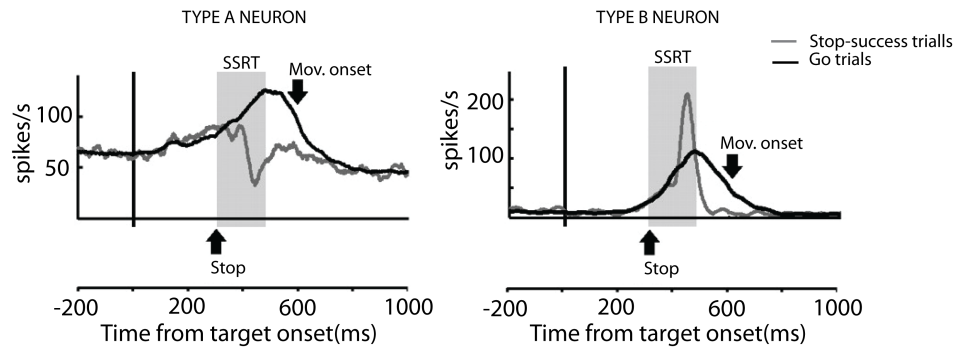 TYPE A NEURON
TYPE B NEURON
Stop-success trialls
Go trials
SSRT
Mov. onset
spikes/s
100
50
Stop
-200
200
600
1000
Time from target onset(ms)
SSRT
Mov. onset
spikes/s
200
100
Stop
-200
200
600
1000
Time from target onset(ms)